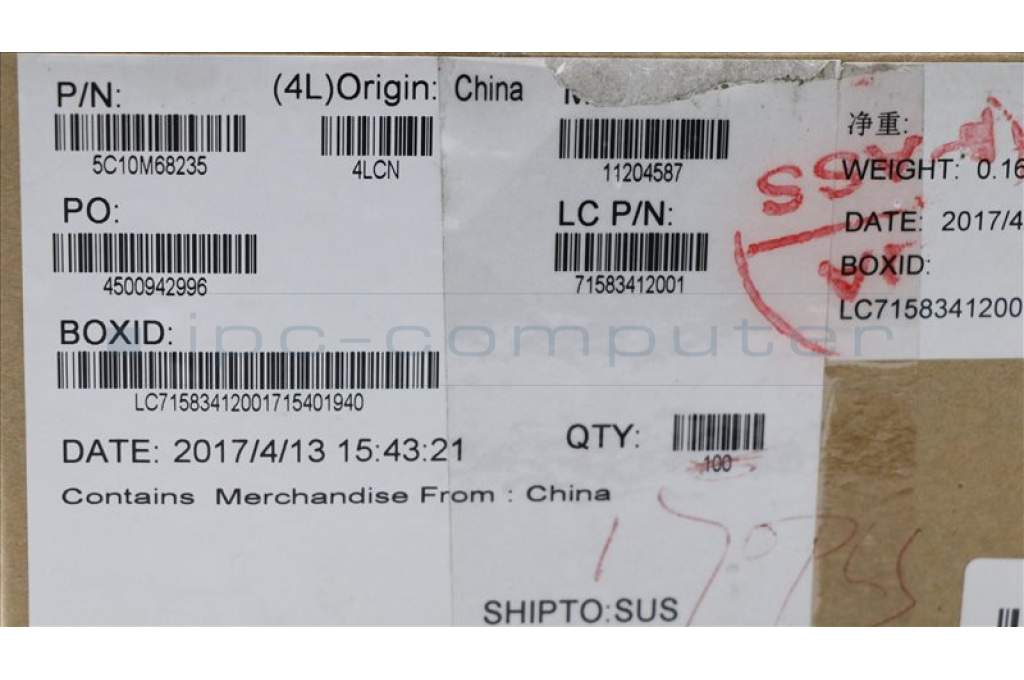 P/N:
(4L)Origin: China
5C10M68235
4LCN
11204587
净重:
WEIGHT: 0.16
PASS
PO:
LC P/N:
DATE: 2017/4
4500942996
71583412001
BOXID:
BOXID:
LC7158341200
ipc-computer
LC71583412001715401940
DATE: 2017/4/13 15:43:21
QTY:
100
Contains Merchandise From : China
SHIPTO:SUS